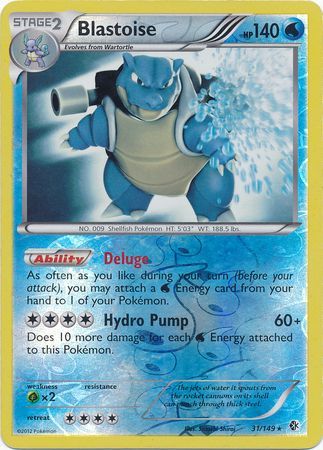 STAGE2
Blastoise
HP140
Evolves from Wartortle
NO. 009 Shellfish Pokémon HT: 5'03" WT: 188.5 lbs.
Ability Deluge
As often as you like during your turn (before your
attack), you may attach a Energy card from your
hand to 1 of your Pokémon.
Hydro Pump 60+
Does 10 more damage for each Energy attached
to this Pokémon.
weakness resistance
×2
The jets of water it spouts from
the rocket cannons on its shell
can punch through thick steel.
retreat
©2012 Pokémon
Illus. 31/149